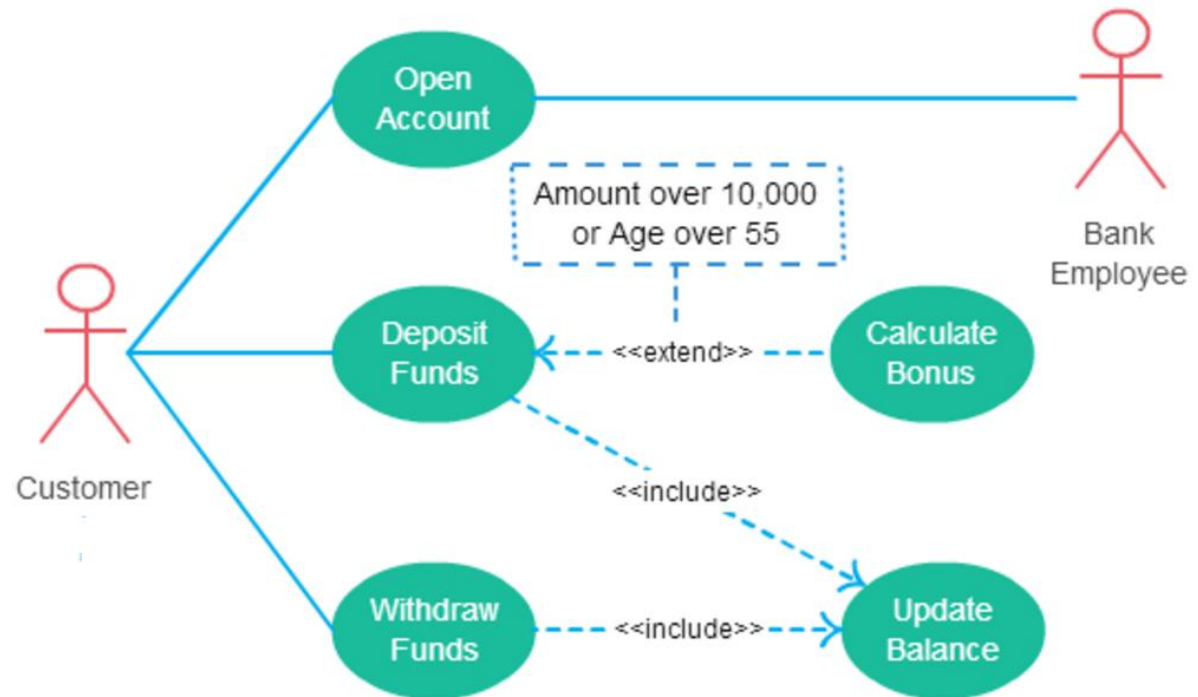 Open
Account
Amount over 10,000
or Age over 55
Bank
Employee
Deposit
Funds
<<extend>>
Calculate
Bonus
Customer
<<include>>
Withdraw
Funds
<<include>>
Update
Balance